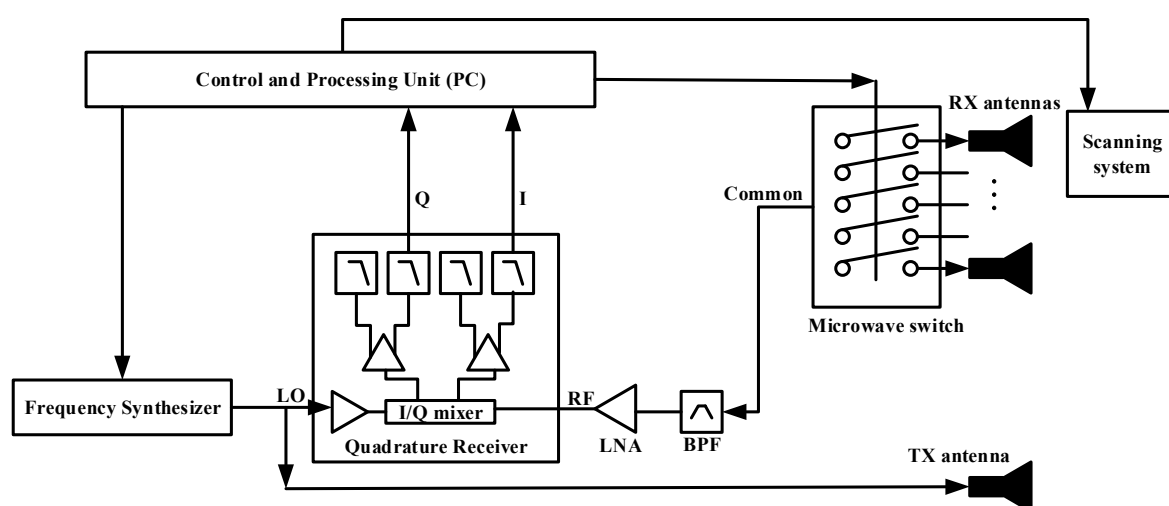 Control and Processing Unit (PC)
RX antennas
Scanning
system
Common
Q
I
Microwave switch
Frequency Synthesizer
LO
I/Q mixer
RF
LNA
BPF
Quadrature Receiver
TX antenna